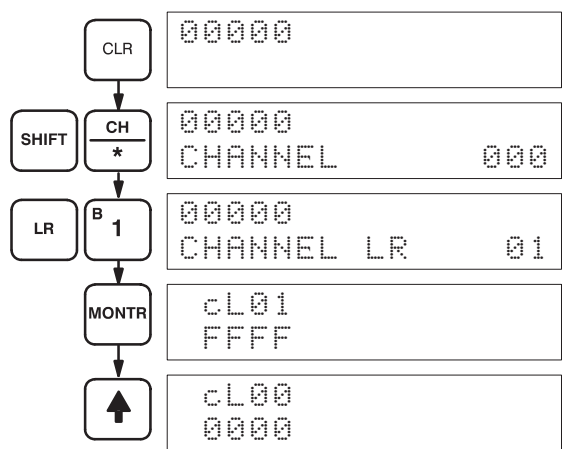 CLR
00000
SHIFT
CH
*
00000
CHANNEL 000
LR
B
1
00000
CHANNEL LR 01
MONTR
cL01
FFFF
cL00
0000